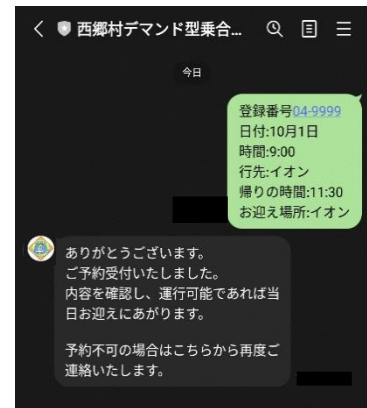 西郷村デマンド型乗合...
今日
登録番号04-9999
日付:10月1日
時間:9:00
行先:イオン
帰りの時間:11:30
お迎え場所:イオン
ありがとうございます。
ご予約受付いたしました。
内容を確認し、運行可能であれば当
日お迎えにあがります。
予約不可の場合はこちらから再度ご
連絡いたします。